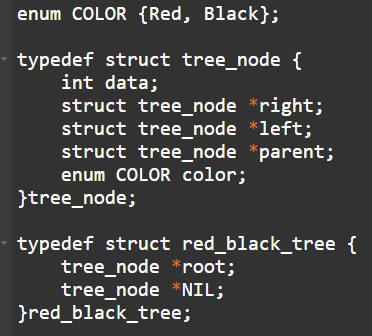 enum COLOR {Red, Black};
typedef struct tree_node {
    int data;
    struct tree_node *right;
    struct tree_node *left;
    struct tree_node *parent;
    enum COLOR color;
}tree_node;
typedef struct red_black_tree {
    tree_node *root;
    tree_node *NIL;
}red_black_tree;